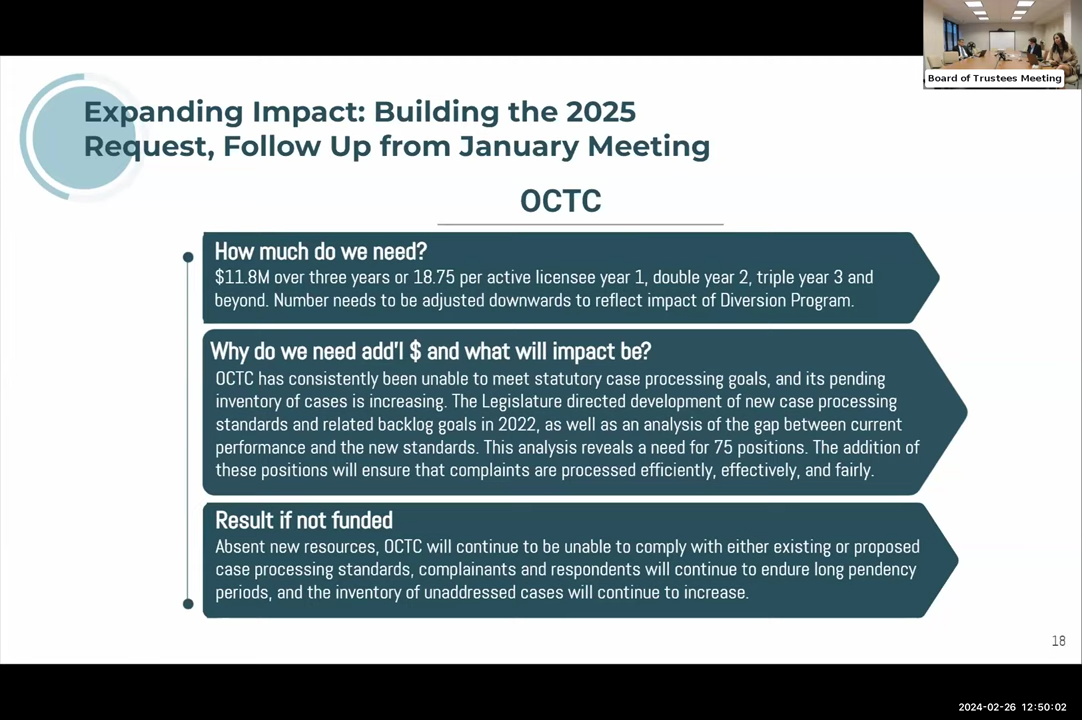 Board of Trustees Meeting
Expanding Impact: Building the 2025
Request, Follow Up from January Meeting
OCTC
How much do we need?
$11.8M over three years or 18.75 per active licensee year 1, double year 2, triple year 3 and
beyond. Number needs to be adjusted downwards to reflect impact of Diversion Program.
Why do we need add'l $ and what will impact be?
OCTC has consistently been unable to meet statutory case processing goals, and its pending
inventory of cases is increasing. The Legislature directed development of new case processing
standards and related backlog goals in 2022, as well as an analysis of the gap between current
performance and the new standards. This analysis reveals a need for 75 positions. The addition of
these positions will ensure that complaints are processed efficiently, effectively, and fairly.
Result if not funded
Absent new resources, OCTC will continue to be unable to comply with either existing or proposed
case processing standards, complainants and respondents will continue to endure long pendency
periods, and the inventory of unaddressed cases will continue to increase.
18
2024-02-26 12:50:02